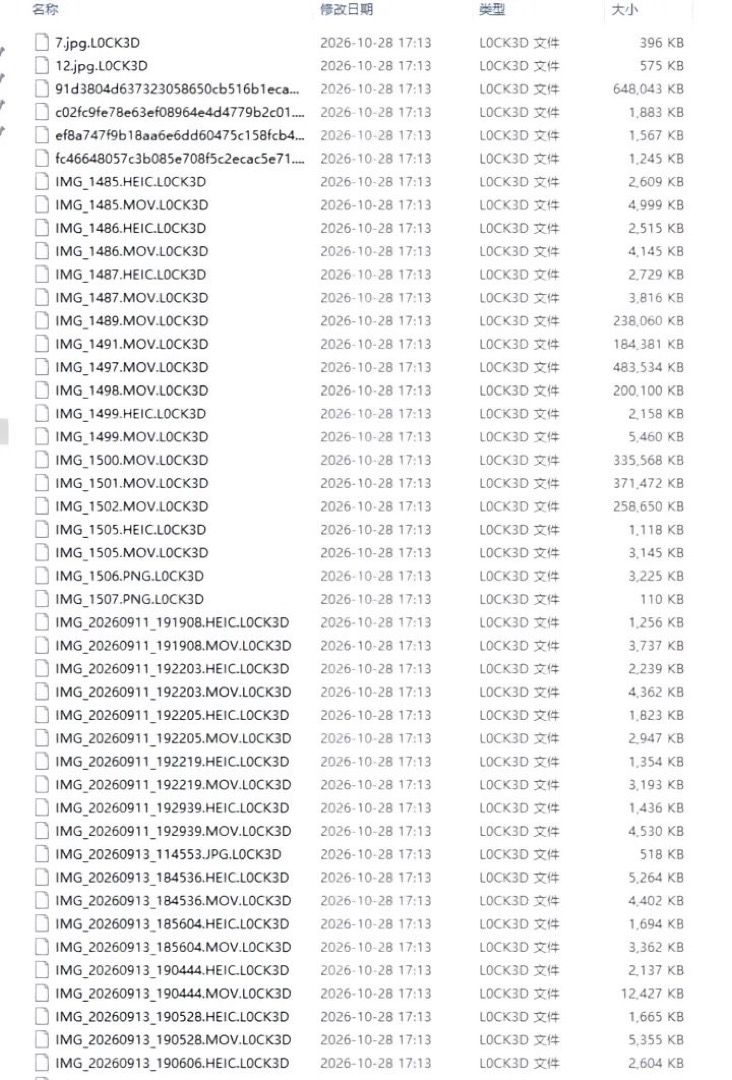 名称 修改日期 类型 大小
7.jpg.L0CK3D 2026-10-28 17:13 L0CK3D 文件 396 KB
12.jpg.L0CK3D 2026-10-28 17:13 L0CK3D 文件 575 KB
91d3804d637323058650cb516b1eca... 2026-10-28 17:13 L0CK3D 文件 648,043 KB
c02fc9fe78e63ef08964e4d4779b2c01.... 2026-10-28 17:13 L0CK3D 文件 1,883 KB
ef8a747f9b18aa6e6dd60475c158fcb4... 2026-10-28 17:13 L0CK3D 文件 1,567 KB
fc46648057c3b085e708f5c2ecac5e71.... 2026-10-28 17:13 L0CK3D 文件 1,245 KB
IMG_1485.HEIC.L0CK3D 2026-10-28 17:13 L0CK3D 文件 2,609 KB
IMG_1485.MOV.L0CK3D 2026-10-28 17:13 L0CK3D 文件 4,999 KB
IMG_1486.HEIC.L0CK3D 2026-10-28 17:13 L0CK3D 文件 2,515 KB
IMG_1486.MOV.L0CK3D 2026-10-28 17:13 L0CK3D 文件 4,145 KB
IMG_1487.HEIC.L0CK3D 2026-10-28 17:13 L0CK3D 文件 2,729 KB
IMG_1487.MOV.L0CK3D 2026-10-28 17:13 L0CK3D 文件 3,816 KB
IMG_1489.MOV.L0CK3D 2026-10-28 17:13 L0CK3D 文件 238,060 KB
IMG_1491.MOV.L0CK3D 2026-10-28 17:13 L0CK3D 文件 184,381 KB
IMG_1497.MOV.L0CK3D 2026-10-28 17:13 L0CK3D 文件 483,534 KB
IMG_1498.MOV.L0CK3D 2026-10-28 17:13 L0CK3D 文件 200,100 KB
IMG_1499.HEIC.L0CK3D 2026-10-28 17:13 L0CK3D 文件 2,158 KB
IMG_1499.MOV.L0CK3D 2026-10-28 17:13 L0CK3D 文件 5,460 KB
IMG_1500.MOV.L0CK3D 2026-10-28 17:13 L0CK3D 文件 335,568 KB
IMG_1501.MOV.L0CK3D 2026-10-28 17:13 L0CK3D 文件 371,472 KB
IMG_1502.MOV.L0CK3D 2026-10-28 17:13 L0CK3D 文件 258,650 KB
IMG_1505.HEIC.L0CK3D 2026-10-28 17:13 L0CK3D 文件 1,118 KB
IMG_1505.MOV.L0CK3D 2026-10-28 17:13 L0CK3D 文件 3,145 KB
IMG_1506.PNG.L0CK3D 2026-10-28 17:13 L0CK3D 文件 3,225 KB
IMG_1507.PNG.L0CK3D 2026-10-28 17:13 L0CK3D 文件 110 KB
IMG_20260911_191908.HEIC.L0CK3D 2026-10-28 17:13 L0CK3D 文件 1,256 KB
IMG_20260911_191908.MOV.L0CK3D 2026-10-28 17:13 L0CK3D 文件 3,737 KB
IMG_20260911_192203.HEIC.L0CK3D 2026-10-28 17:13 L0CK3D 文件 2,239 KB
IMG_20260911_192203.MOV.L0CK3D 2026-10-28 17:13 L0CK3D 文件 4,362 KB
IMG_20260911_192205.HEIC.L0CK3D 2026-10-28 17:13 L0CK3D 文件 1,823 KB
IMG_20260911_192205.MOV.L0CK3D 2026-10-28 17:13 L0CK3D 文件 2,947 KB
IMG_20260911_192219.HEIC.L0CK3D 2026-10-28 17:13 L0CK3D 文件 1,354 KB
IMG_20260911_192219.MOV.L0CK3D 2026-10-28 17:13 L0CK3D 文件 3,193 KB
IMG_20260911_192939.HEIC.L0CK3D 2026-10-28 17:13 L0CK3D 文件 1,436 KB
IMG_20260911_192939.MOV.L0CK3D 2026-10-28 17:13 L0CK3D 文件 4,530 KB
IMG_20260913_114553.JPG.L0CK3D 2026-10-28 17:13 L0CK3D 文件 518 KB
IMG_20260913_184536.HEIC.L0CK3D 2026-10-28 17:13 L0CK3D 文件 5,264 KB
IMG_20260913_184536.MOV.L0CK3D 2026-10-28 17:13 L0CK3D 文件 4,402 KB
IMG_20260913_185604.HEIC.L0CK3D 2026-10-28 17:13 L0CK3D 文件 1,694 KB
IMG_20260913_185604.MOV.L0CK3D 2026-10-28 17:13 L0CK3D 文件 3,362 KB
IMG_20260913_190444.HEIC.L0CK3D 2026-10-28 17:13 L0CK3D 文件 2,137 KB
IMG_20260913_190444.MOV.L0CK3D 2026-10-28 17:13 L0CK3D 文件 12,427 KB
IMG_20260913_190528.HEIC.L0CK3D 2026-10-28 17:13 L0CK3D 文件 1,665 KB
IMG_20260913_190528.MOV.L0CK3D 2026-10-28 17:13 L0CK3D 文件 5,355 KB
IMG_20260913_190606.HEIC.L0CK3D 2026-10-28 17:13 L0CK3D 文件 2,604 KB